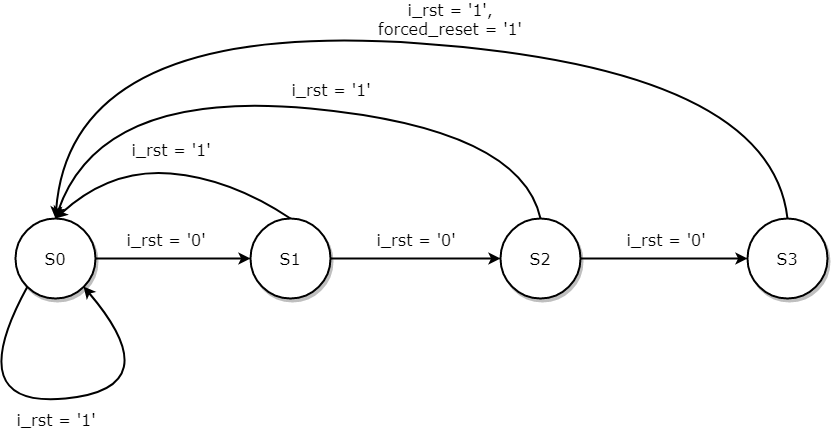 i_rst = '1',
forced_reset = '1'
i_rst = '1'
i_rst = '1'
i_rst = '0'
i_rst = '0'
i_rst = '0'
S0
S1
S2
S3
i_rst = '1'